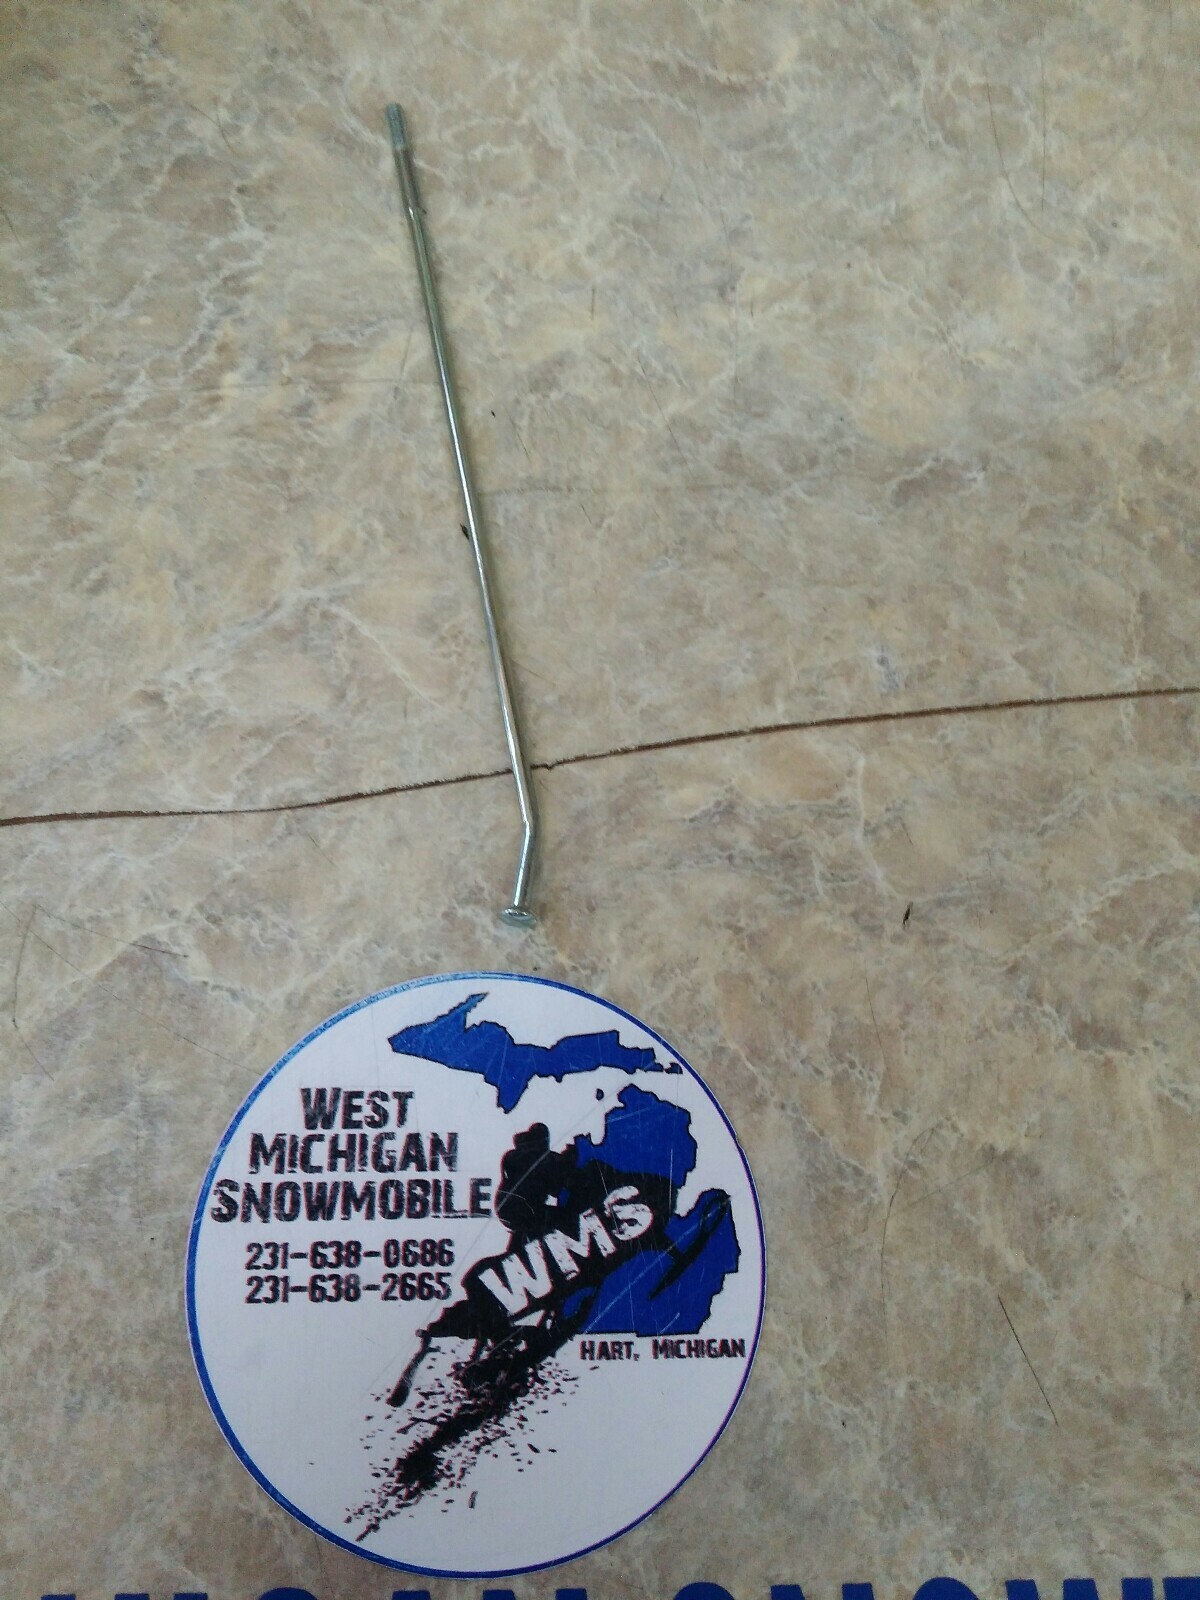 WEST
MICHIGAN
SNOWMOBILE
231-638-0686
231-638-2665
WMS
HART, MICHIGAN